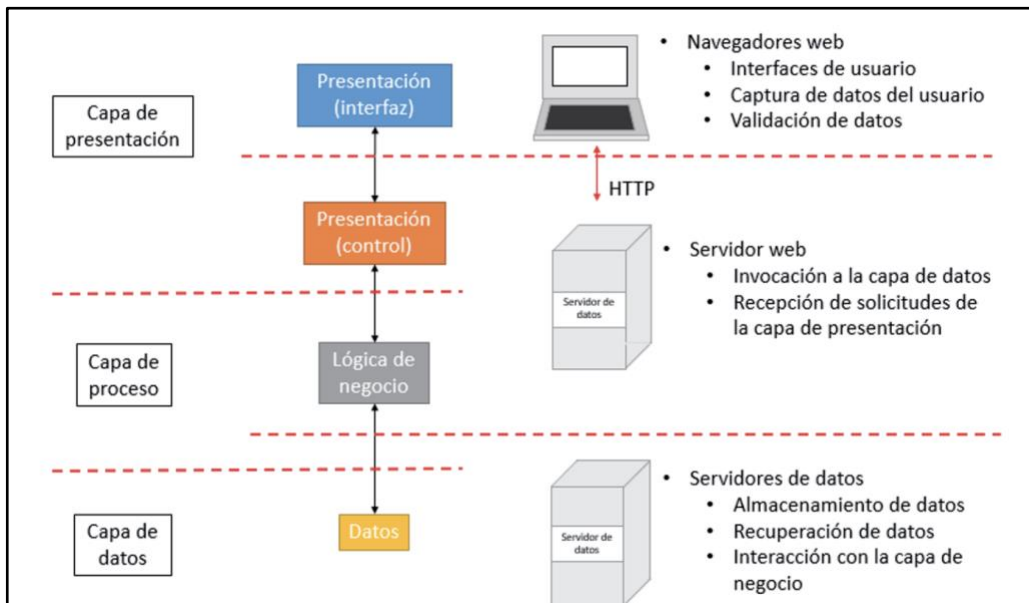 Capa de
presentación
Presentación
(interfaz)
• Navegadores web
• Interfaces de usuario
• Captura de datos del usuario
• Validación de datos
HTTP
Presentación
(control)
Servidor de
datos
• Servidor web
• Invocación a la capa de datos
• Recepción de solicitudes de
la capa de presentación
Capa de
proceso
Lógica de
negocio
Capa de
datos
Datos
Servidor de
datos
• Servidores de datos
• Almacenamiento de datos
• Recuperación de datos
• Interacción con la capa de
negocio